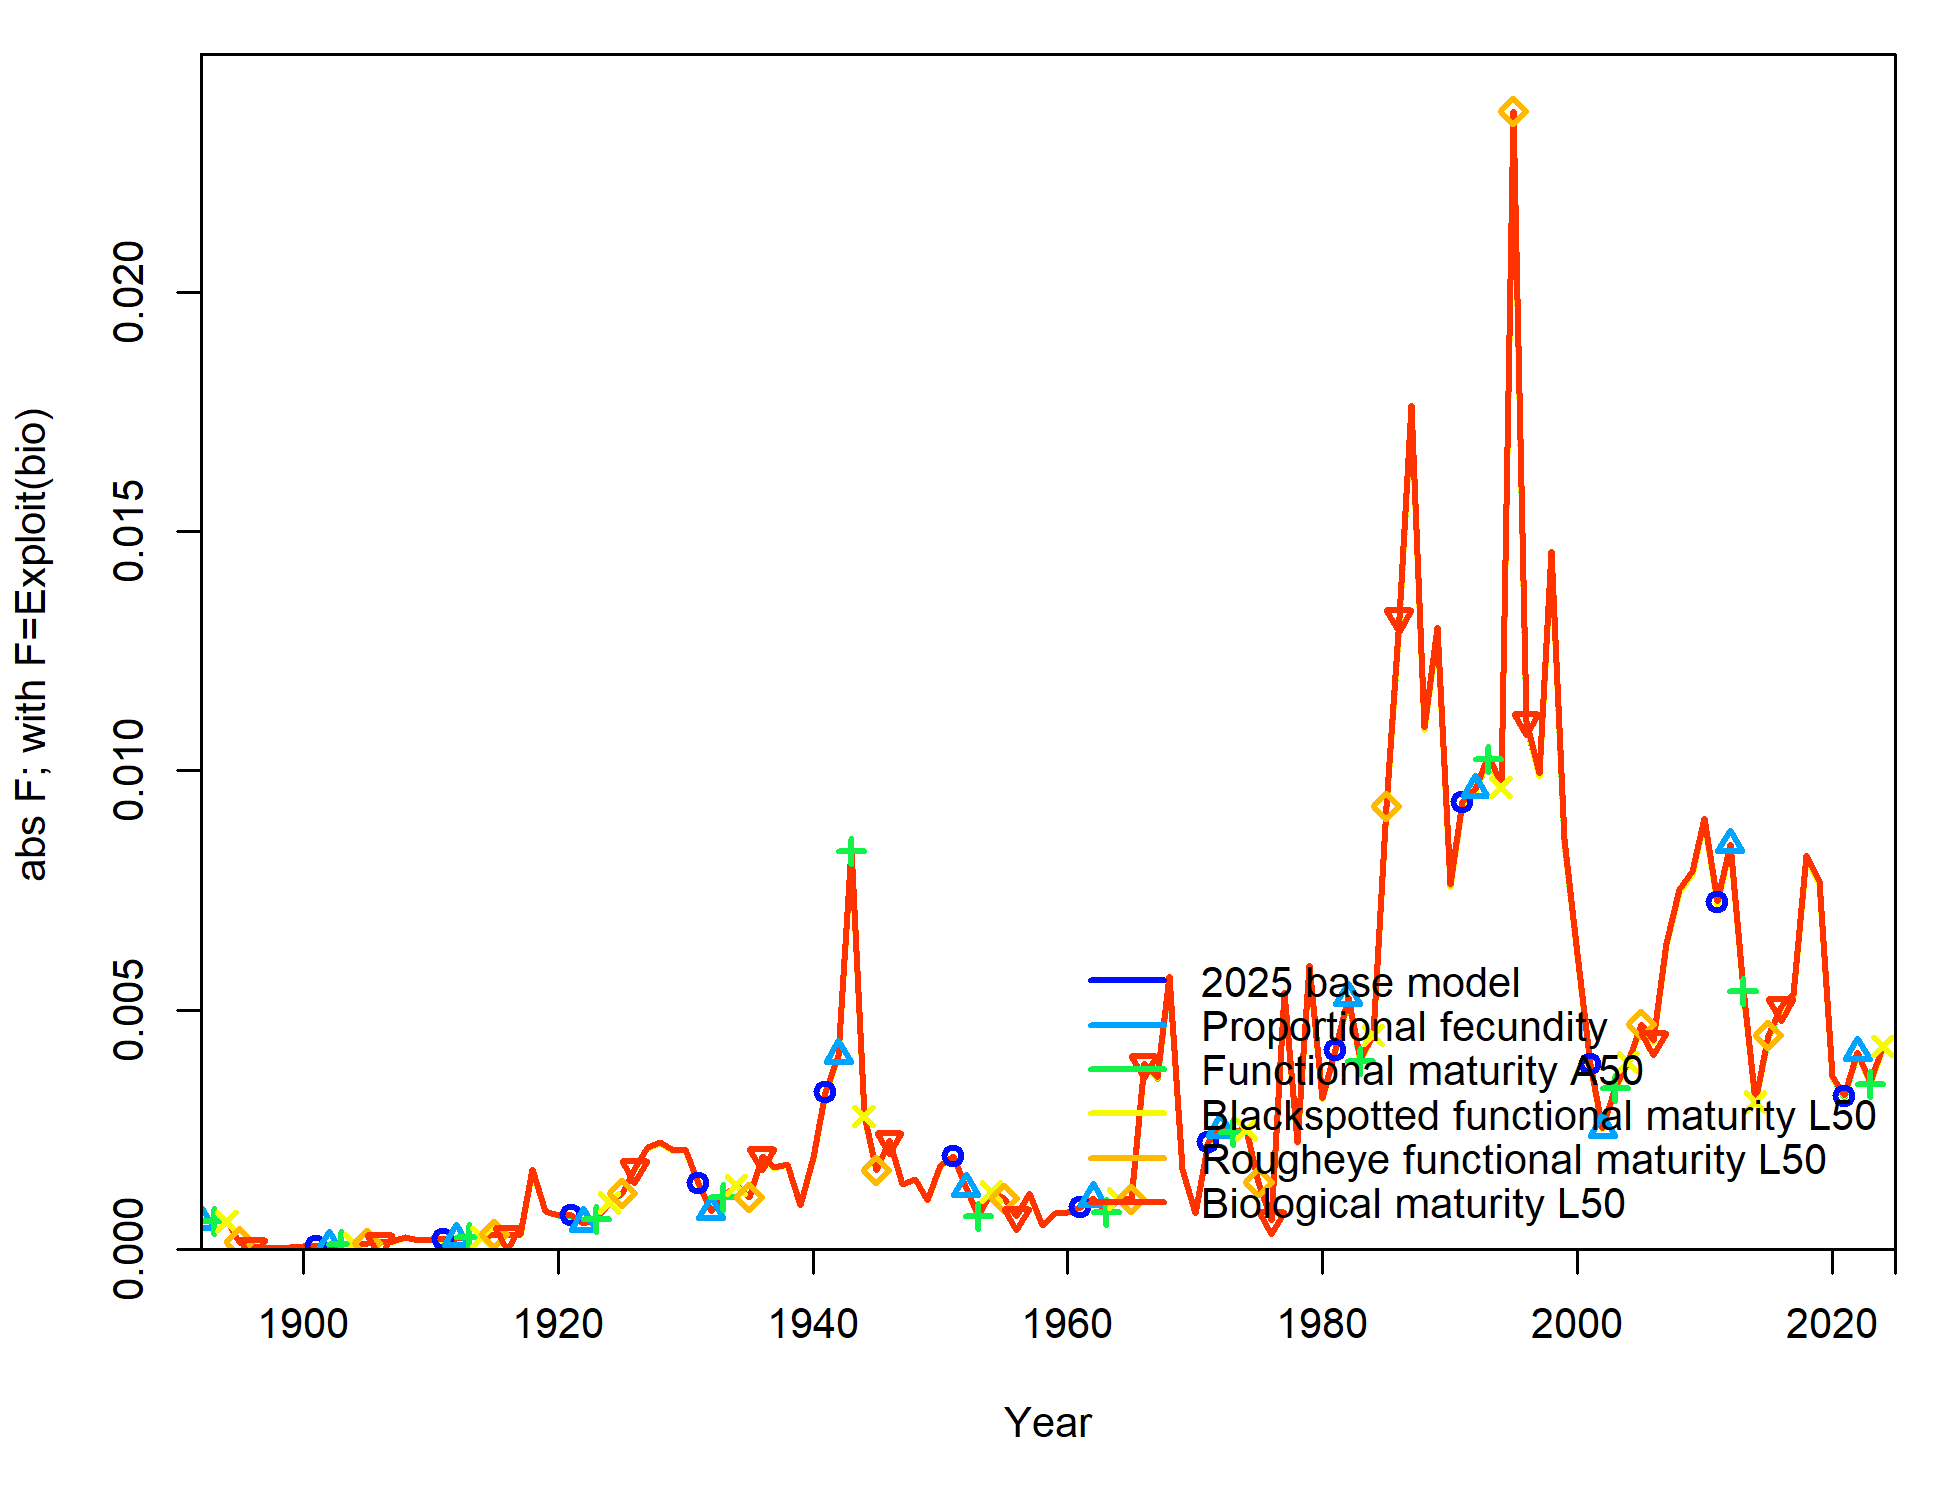 abs F; with F=Exploit(bio)
0.020
0.015
0.010
0.005
0.000
2025 base model
Proportional fecundity
Functional maturity A50
Blackspotted functional maturity L50
Rougheye functional maturity L50
Biological maturity L50
1900 1920 1940 1960 1980 2000 2020
Year